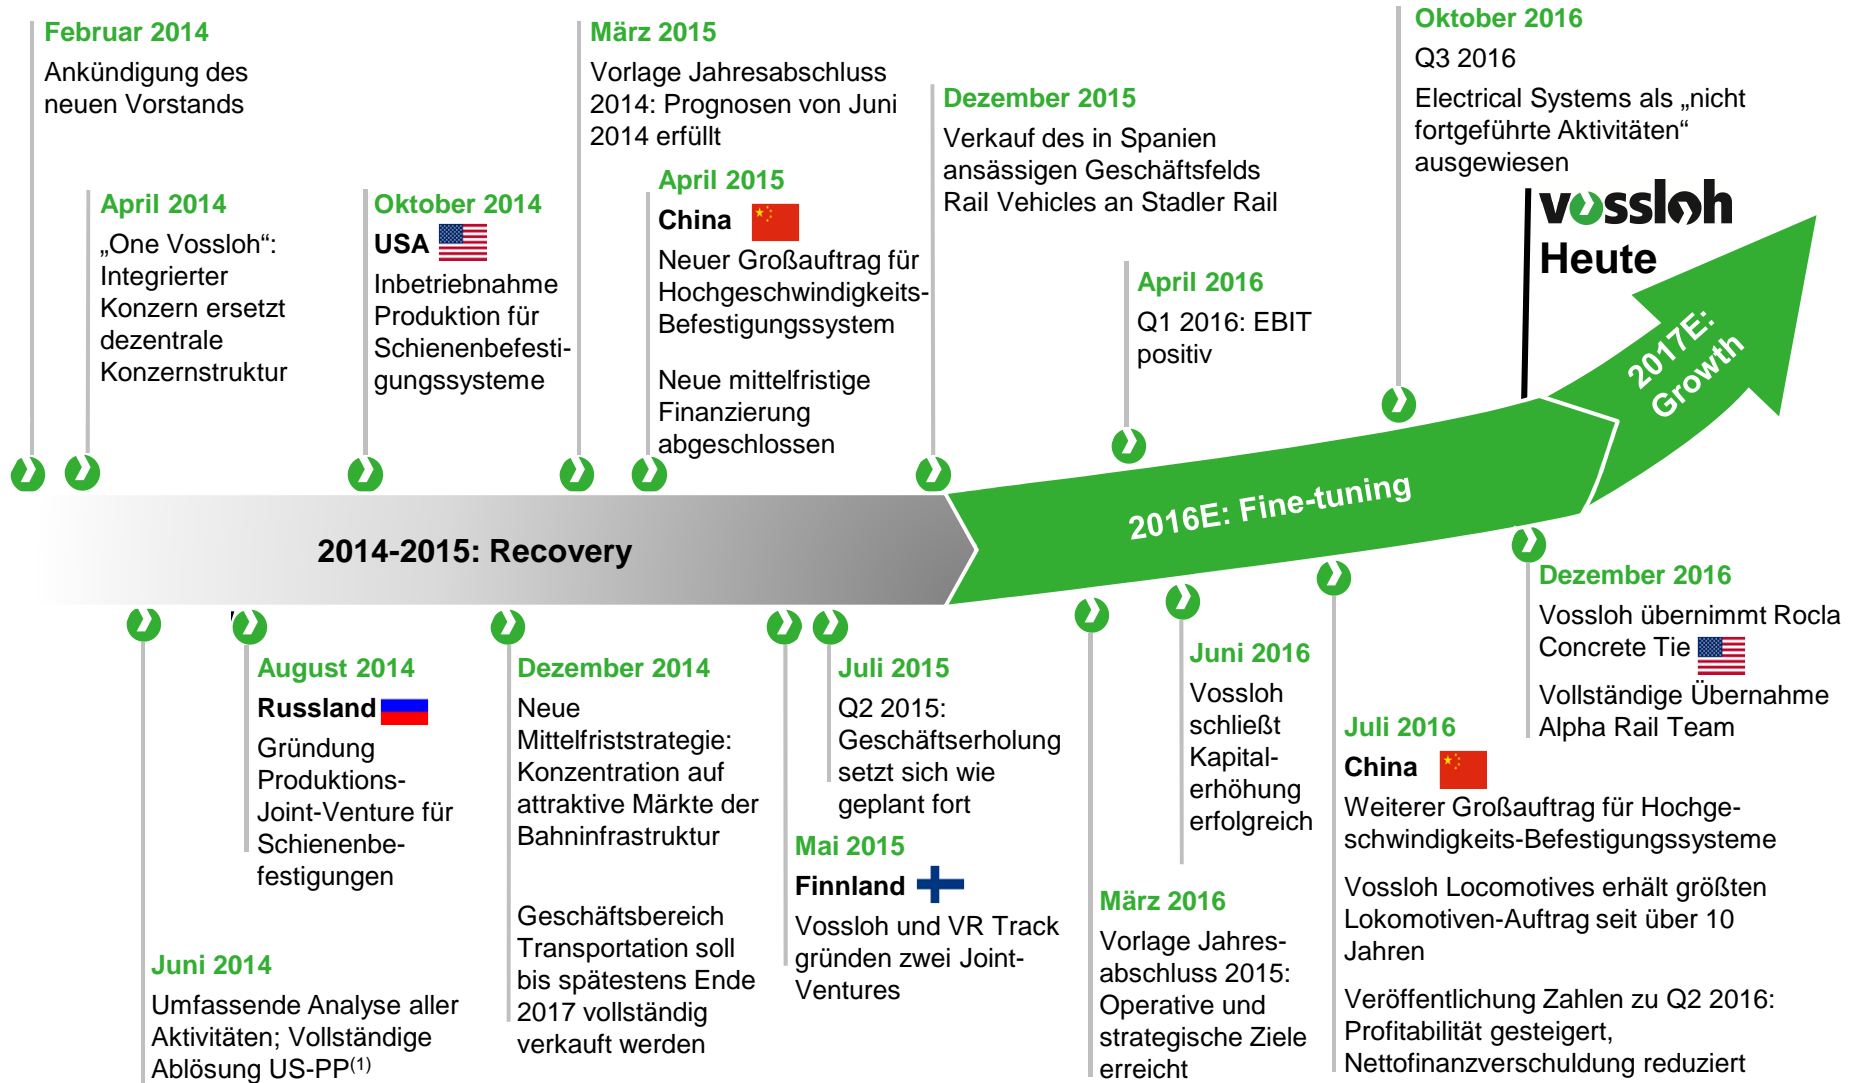 Februar 2014
Ankündigung des
neuen Vorstands
April 2014
„One Vossloh“:
Integrierter
Konzern ersetzt
dezentrale
Konzernstruktur
Oktober 2014
USA
Inbetriebnahme
Produktion für
Schienenbefesti-
gungssysteme
März 2015
Vorlage Jahresabschluss
2014: Prognosen von Juni
2014 erfüllt
April 2015
China
Neuer Großauftrag für
Hochgeschwindigkeits-
Befestigungssystem
Neue mittelfristige
Finanzierung
abgeschlossen
Dezember 2015
Verkauf des in Spanien
ansässigen Geschäftsfelds
Rail Vehicles an Stadler Rail
April 2016
Q1 2016: EBIT
positiv
Oktober 2016
Q3 2016
Electrical Systems als „nicht
fortgeführte Aktivitäten“
ausgewiesen
vossloh
Heute
2014-2015: Recovery
2016E: Fine-tuning
2017E:
Growth
Juni 2014
Umfassende Analyse aller
Aktivitäten; Vollständige
Ablösung US-PP(1)
August 2014
Russland
Gründung
Produktions-
Joint-Venture für
Schienenbe-
festigungen
Dezember 2014
Neue
Mittelfriststrategie:
Konzentration auf
attraktive Märkte der
Bahninfrastruktur
Geschäftsbereich
Transportation soll
bis spätestens Ende
2017 vollständig
verkauft werden
Mai 2015
Finnland
Vossloh und VR Track
gründen zwei Joint-
Ventures
Juli 2015
Q2 2015:
Geschäftserholung
setzt sich wie
geplant fort
März 2016
Vorlage Jahres-
abschluss 2015:
Operative und
strategische Ziele
erreicht
Juni 2016
Vossloh
schließt
Kapital-
erhöhung
erfolgreich
Juli 2016
China
Weiterer Großauftrag für Hochge-
schwindigkeits-Befestigungssysteme
Vossloh Locomotives erhält größten
Lokomotiven-Auftrag seit über 10
Jahren
Veröffentlichung Zahlen zu Q2 2016:
Profitabilität gesteigert,
Nettofinanzverschuldung reduziert
Dezember 2016
Vossloh übernimmt Rocla
Concrete Tie
Vollständige Übernahme
Alpha Rail Team